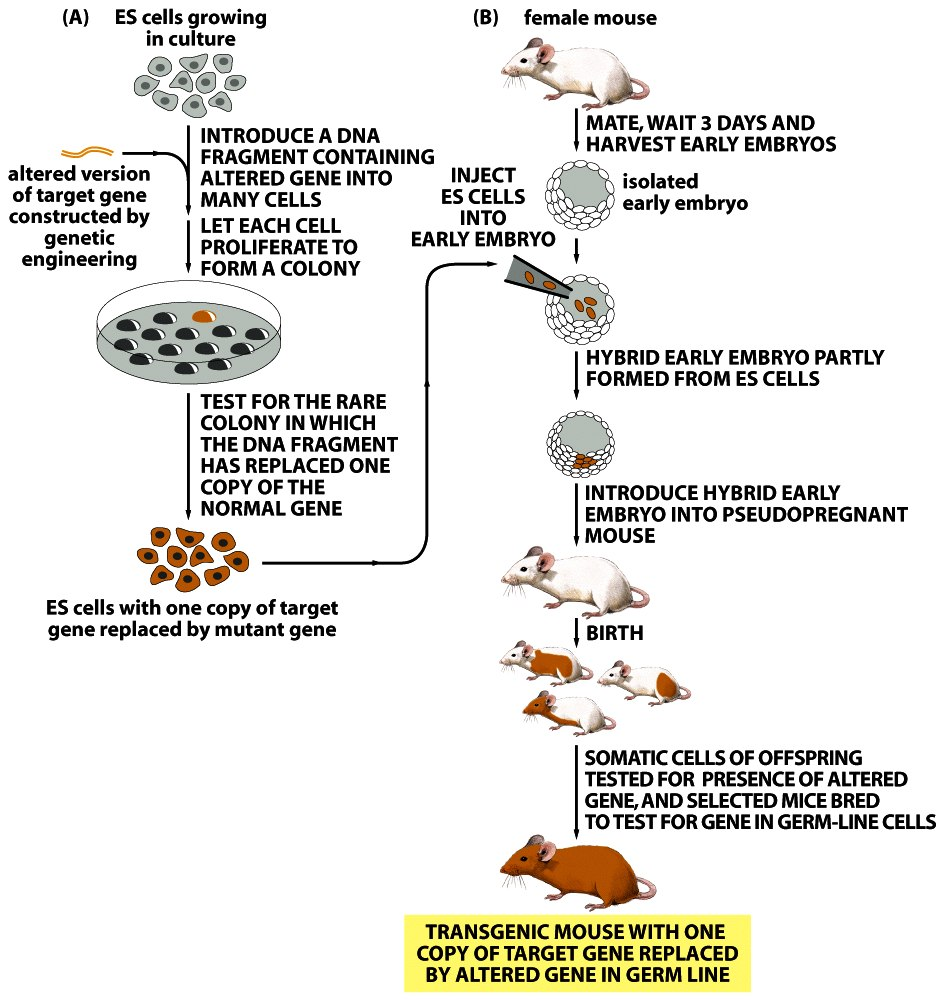 (A) ES cells growing
in culture
INTRODUCE A DNA
FRAGMENT CONTAINING
ALTERED GENE INTO
MANY CELLS
altered version
of target gene
constructed by
genetic
engineering
LET EACH CELL
PROLIFERATE TO
FORM A COLONY
TEST FOR THE RARE
COLONY IN WHICH
THE DNA FRAGMENT
HAS REPLACED ONE
COPY OF THE
NORMAL GENE
ES cells with one copy of target
gene replaced by mutant gene
(B) female mouse
MATE, WAIT 3 DAYS AND
HARVEST EARLY EMBRYOS
isolated
early embryo
INJECT
ES CELLS
INTO
EARLY EMBRYO
HYBRID EARLY EMBRYO PARTLY
FORMED FROM ES CELLS
INTRODUCE HYBRID EARLY
EMBRYO INTO PSEUDOPREGNANT
MOUSE
BIRTH
SOMATIC CELLS OF OFFSPRING
TESTED FOR PRESENCE OF ALTERED
GENE, AND SELECTED MICE BRED
TO TEST FOR GENE IN GERM-LINE CELLS
TRANSGENIC MOUSE WITH ONE
COPY OF TARGET GENE REPLACED
BY ALTERED GENE IN GERM LINE